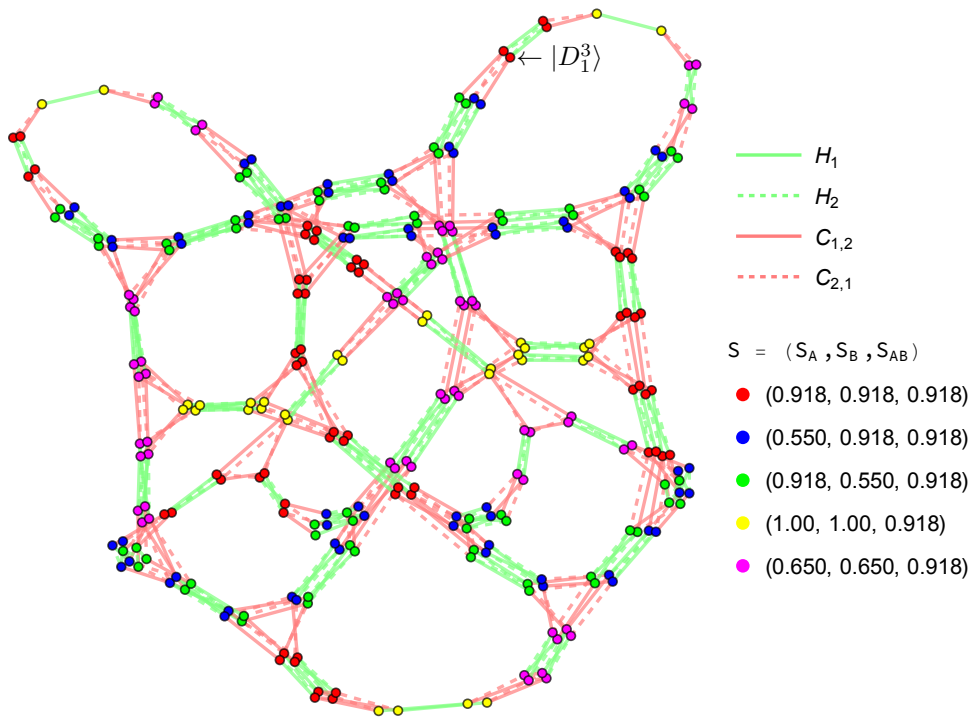 ← |D³₁⟩
H₁
H₂
C₁,₂
C₂,₁
S = (S_A, S_B, S_AB)
(0.918, 0.918, 0.918)
(0.550, 0.918, 0.918)
(0.918, 0.550, 0.918)
(1.00, 1.00, 0.918)
(0.650, 0.650, 0.918)